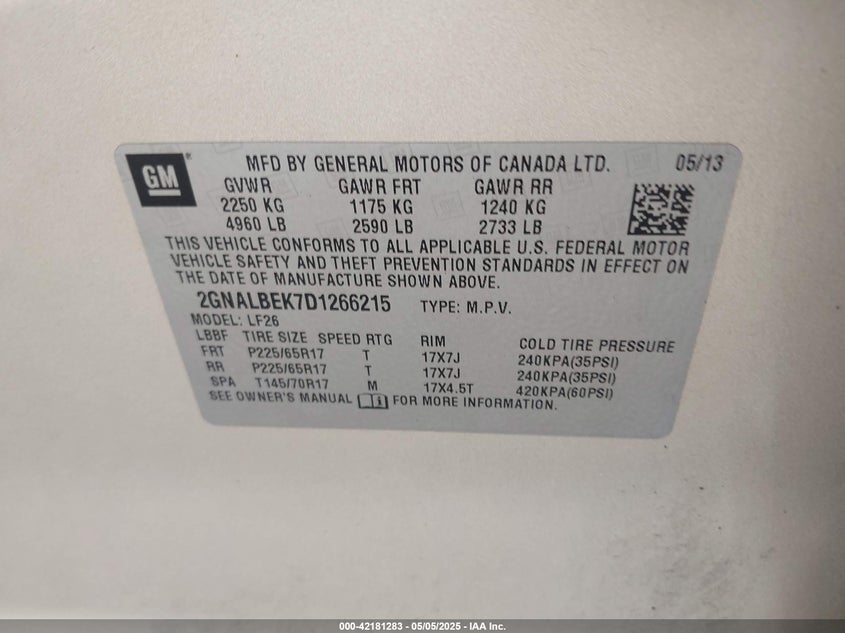 GM® MFD BY GENERAL MOTORS OF CANADA LTD. 05/13
GVWR GAWR FRT GAWR RR
2250 KG 1175 KG 1240 KG
4960 LB 2590 LB 2733 LB
THIS VEHICLE CONFORMS TO ALL APPLICABLE U.S. FEDERAL MOTOR
VEHICLE SAFETY AND THEFT PREVENTION STANDARDS IN EFFECT ON
THE DATE OF MANUFACTURE SHOWN ABOVE.
2GNALBEK7D1266215 TYPE: M.P.V.
MODEL: LF26
LBBF TIRE SIZE SPEED RTG RIM COLD TIRE PRESSURE
FRT P225/65R17 T 17X7J 240KPA(35PSI)
RR P225/65R17 T 17X7J 240KPA(35PSI)
SPA T145/70R17 M 17X4.5T 420KPA(60PSI)
SEE OWNER'S MANUAL FOR MORE INFORMATION.
000-42181283 - 05/05/2025 - IAA Inc.